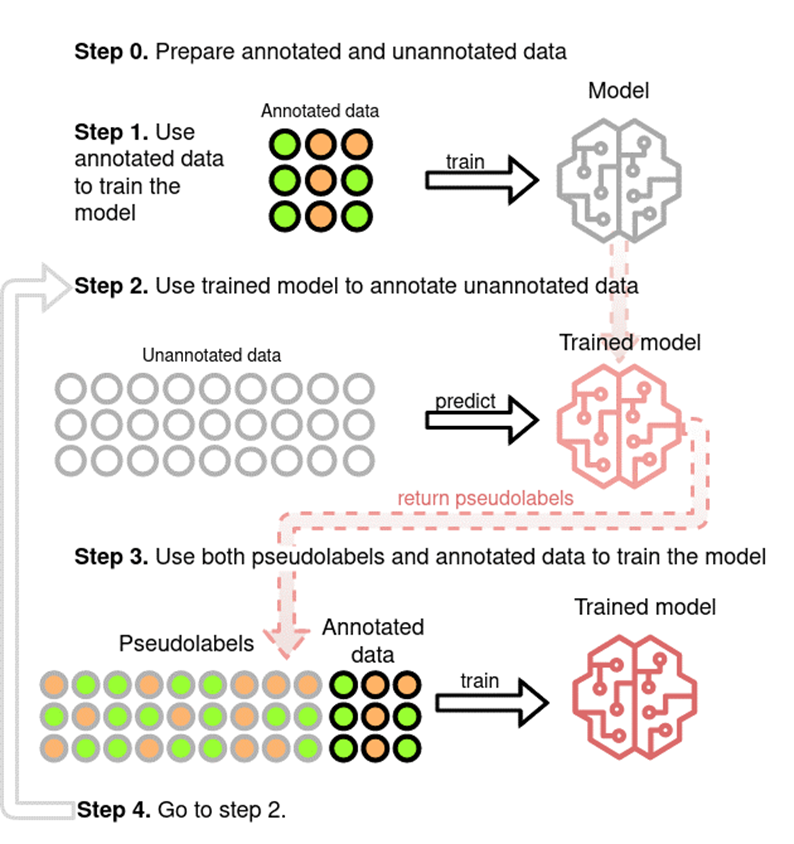 Step 0. Prepare annotated and unannotated data
Model
Annotated data
Step 1. Use
annotated data
to train the
model
train
Step 2. Use trained model to annotate unannotated data
Trained model
Unannotated data
predict
return pseudolabels
Step 3. Use both pseudolabels and annotated data to train the model
Trained model
Pseudolabels
Annotated
data
train
Step 4. Go to step 2.